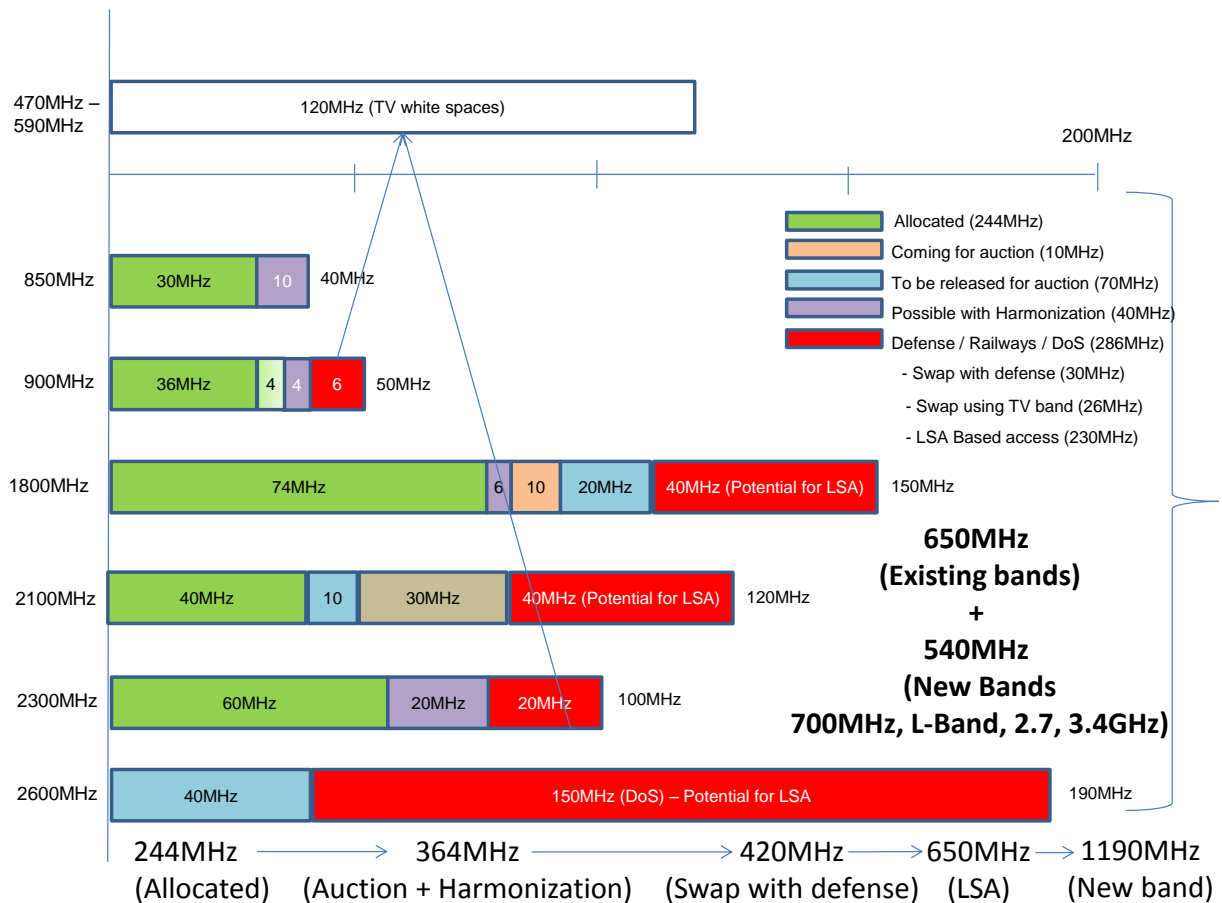 470MHz –
590MHz
120MHz (TV white spaces)
200MHz
Allocated (244MHz)
Coming for auction (10MHz)
To be released for auction (70MHz)
Possible with Harmonization (40MHz)
Defense / Railways / DoS (286MHz)
- Swap with defense (30MHz)
- Swap using TV band (26MHz)
- LSA Based access (230MHz)
850MHz
30MHz
10
40MHz
900MHz
36MHz
4
4
6
50MHz
1800MHz
74MHz
6
10
20MHz
40MHz (Potential for LSA)
150MHz
2100MHz
40MHz
10
30MHz
40MHz (Potential for LSA)
120MHz
2300MHz
60MHz
20MHz
20MHz
100MHz
2600MHz
40MHz
150MHz (DoS) – Potential for LSA
190MHz
650MHz
(Existing bands)
+
540MHz
(New Bands
700MHz, L-Band, 2.7, 3.4GHz)
244MHz
(Allocated)
364MHz
(Auction + Harmonization)
420MHz
(Swap with defense)
650MHz
(LSA)
1190MHz
(New band)